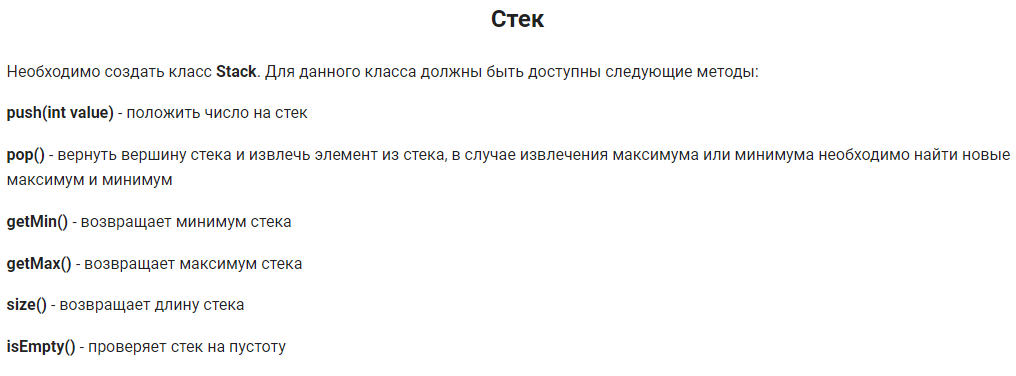 Стек
Необходимо создать класс Stack. Для данного класса должны быть доступны следующие методы:
push(int value) - положить число на стек
pop() - вернуть вершину стека и извлечь элемент из стека, в случае извлечения максимума или минимума необходимо найти новые
максимум и минимум
getMin() - возвращает минимум стека
getMax() - возвращает максимум стека
size() - возвращает длину стека
isEmpty() - проверяет стек на пустоту